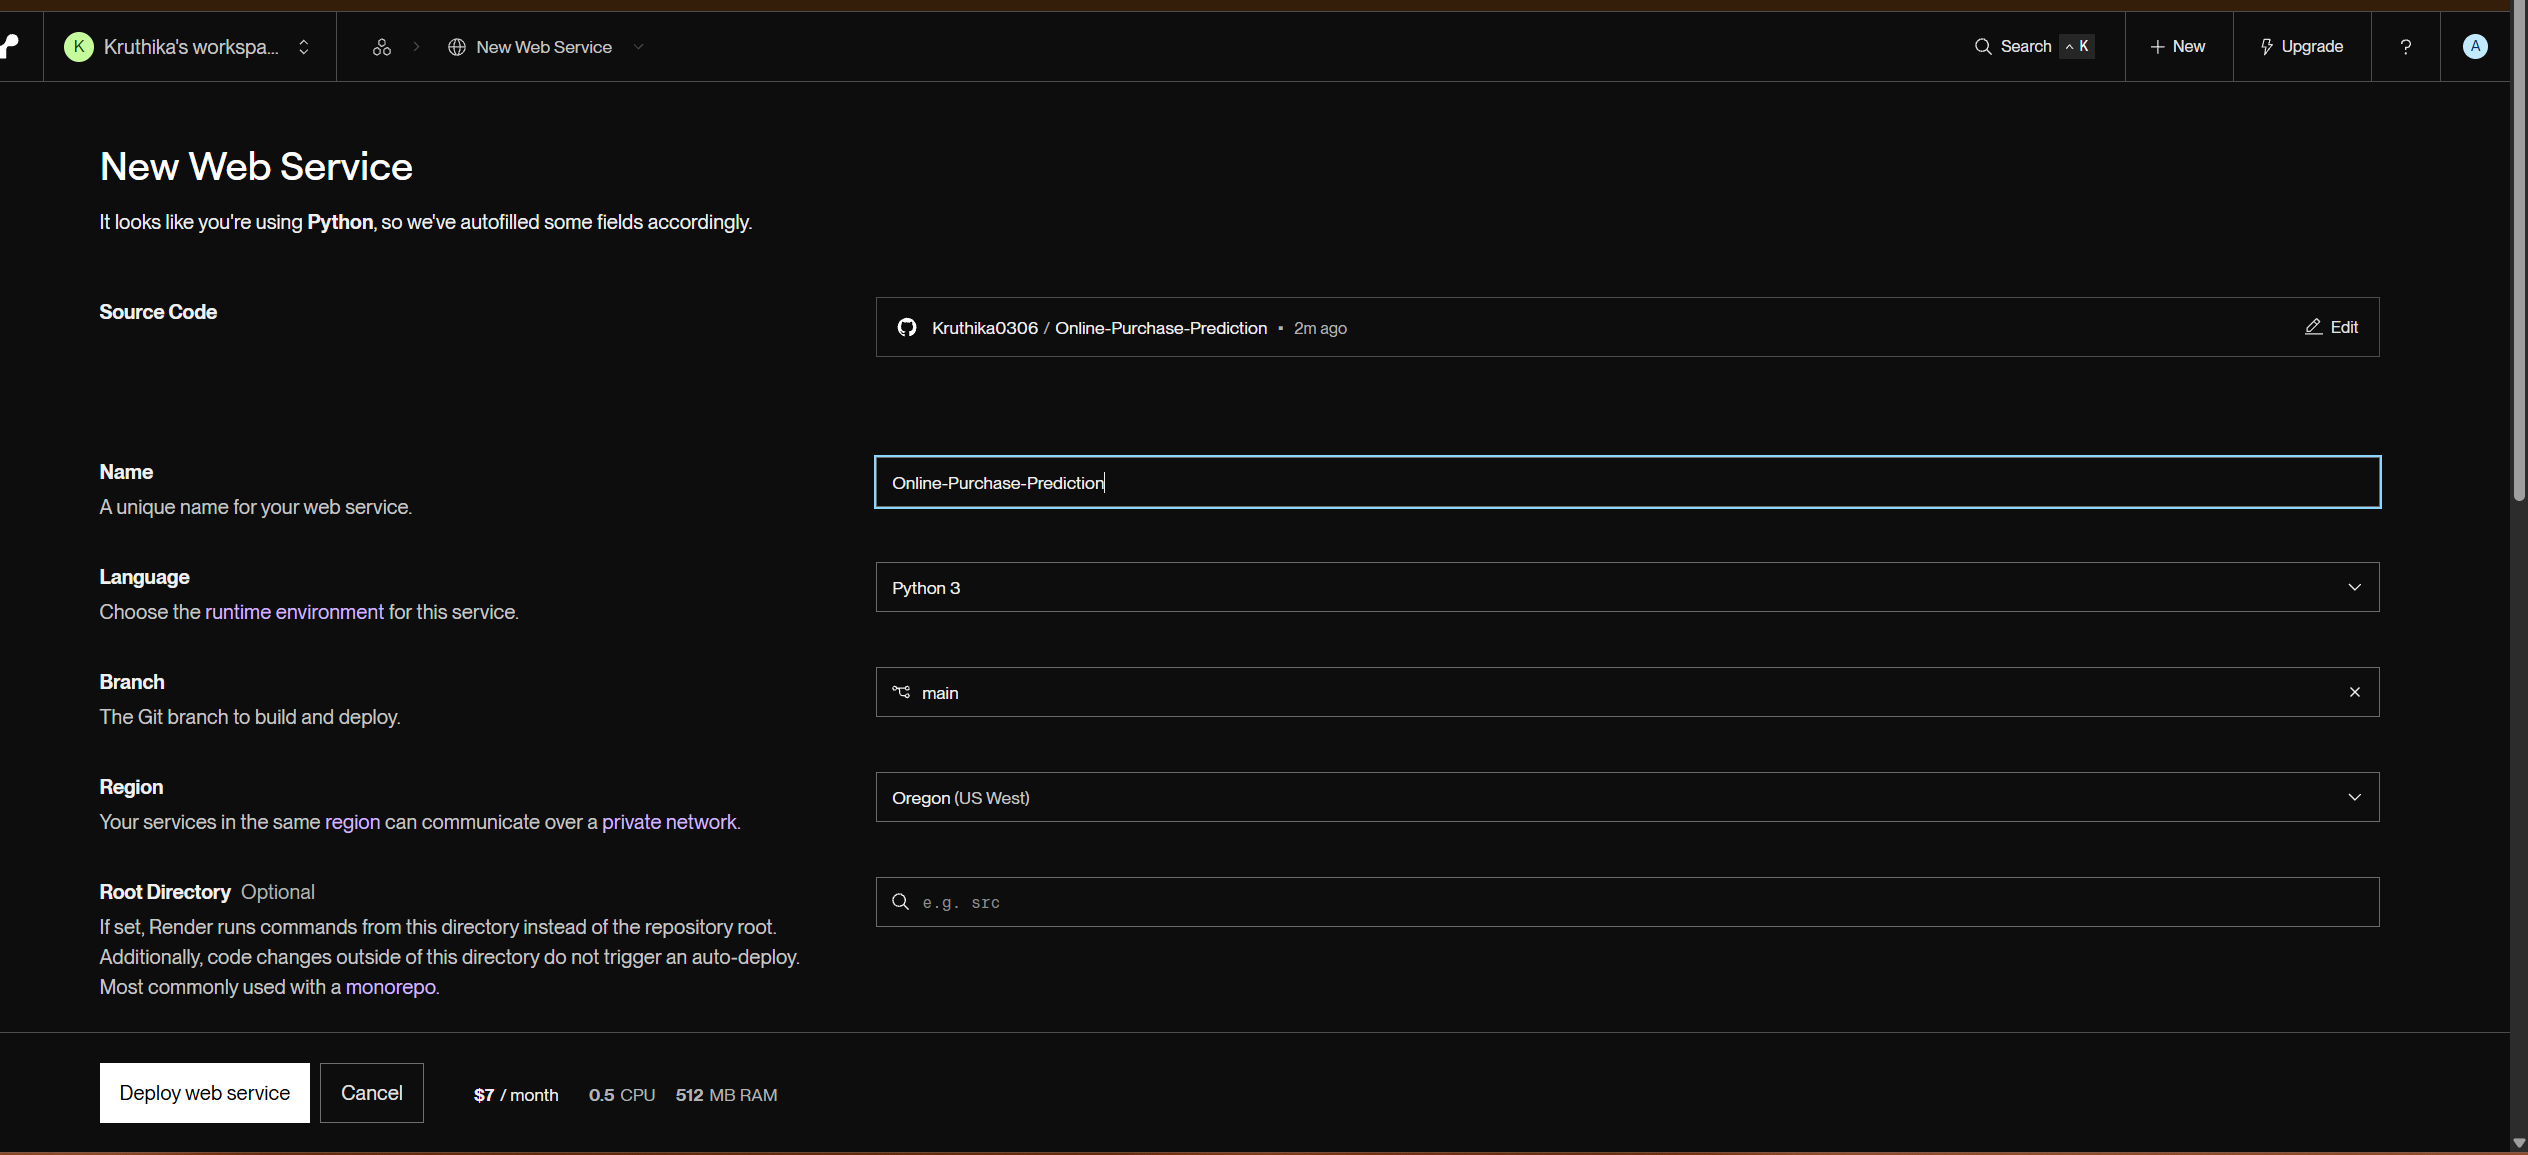 K Kruthika's workspa... New Web Service Search ^ K + New Upgrade ? A
New Web Service
It looks like you're using Python, so we've autofilled some fields accordingly.
Source Code
Kruthika0306 / Online-Purchase-Prediction • 2m ago Edit
Name
Online-Purchase-Prediction
A unique name for your web service.
Language
Python 3
Choose the runtime environment for this service.
Branch
main
The Git branch to build and deploy.
Region
Oregon (US West)
Your services in the same region can communicate over a private network.
Root Directory Optional
e.g. src
If set, Render runs commands from this directory instead of the repository root.
Additionally, code changes outside of this directory do not trigger an auto-deploy.
Most commonly used with a monorepo.
Deploy web service Cancel $7 / month 0.5 CPU 512 MB RAM